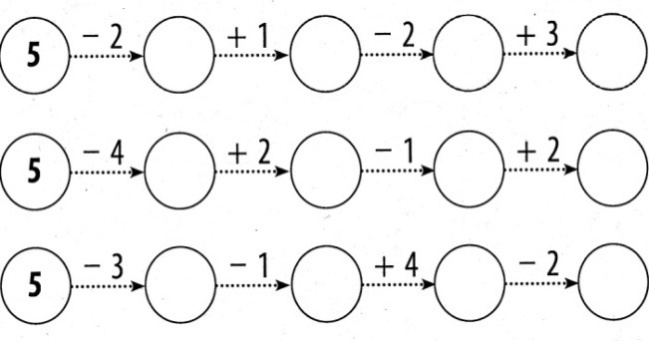 5 − 2 + 1 − 2 + 3
5 − 4 + 2 − 1 + 2
5 − 3 − 1 + 4 − 2